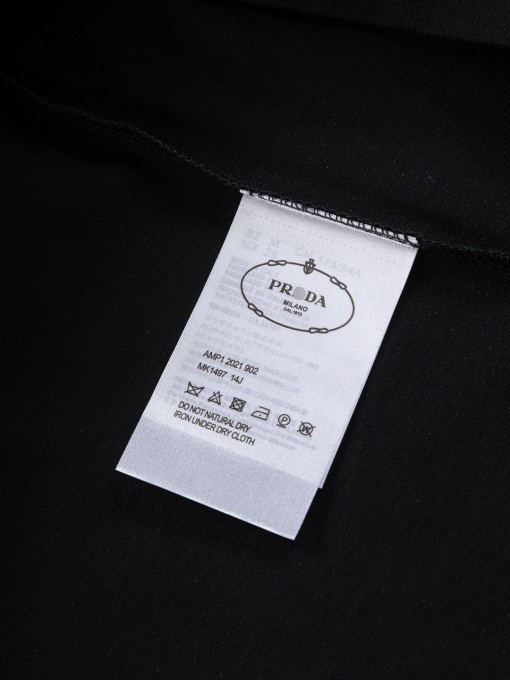 PRADA
MILANO
DAL 1913
AMP1 2021 902
MK1497 14J
DO NOT NATURAL DRY
IRON UNDER DRY CLOTH